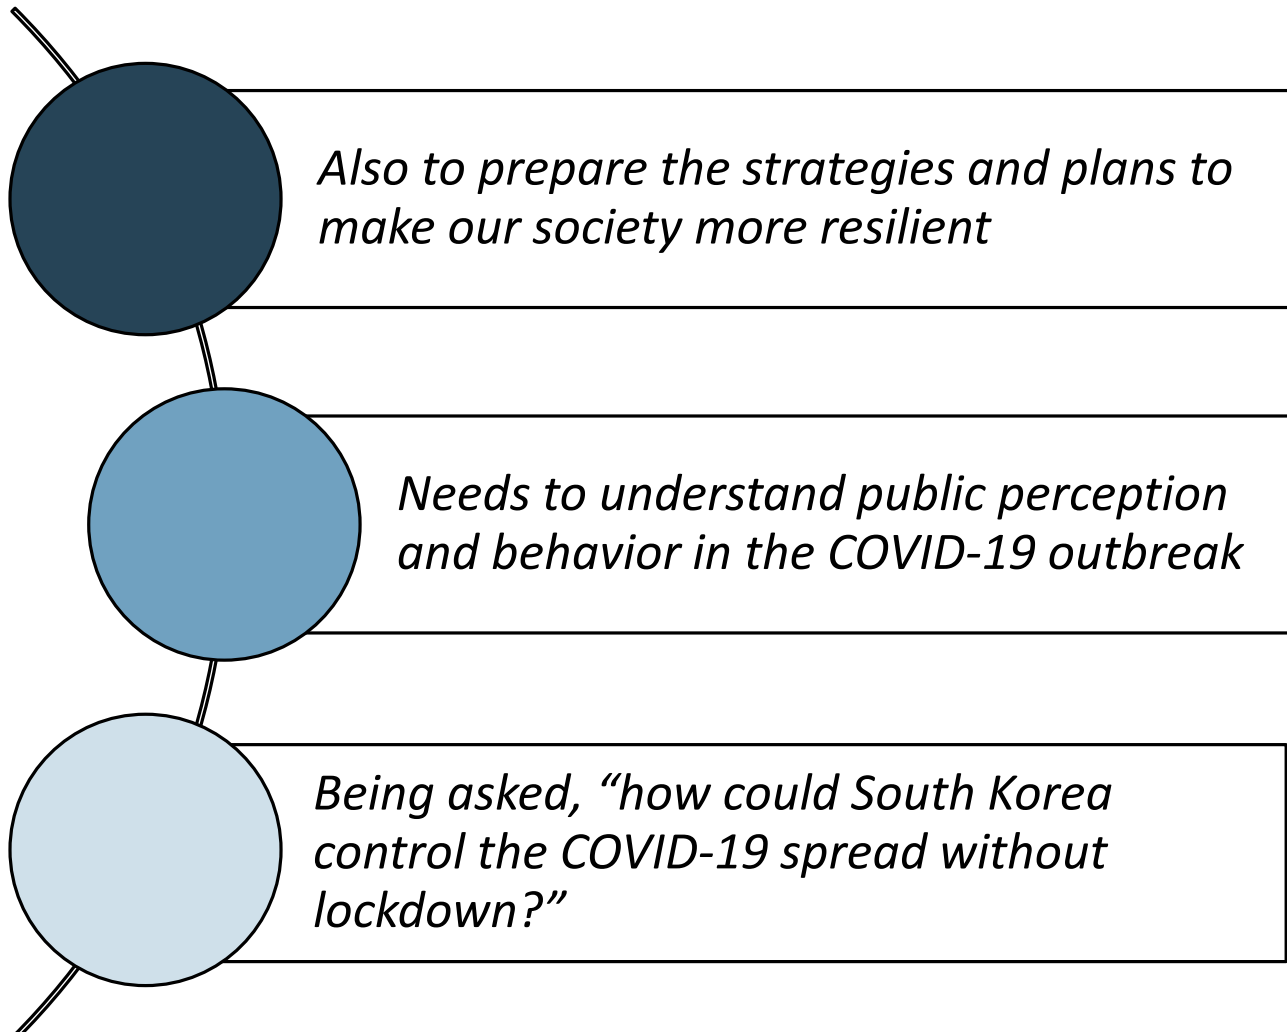 Also to prepare the strategies and plans to
make our society more resilient
Needs to understand public perception
and behavior in the COVID-19 outbreak
Being asked, “how could South Korea
control the COVID-19 spread without
lockdown?”